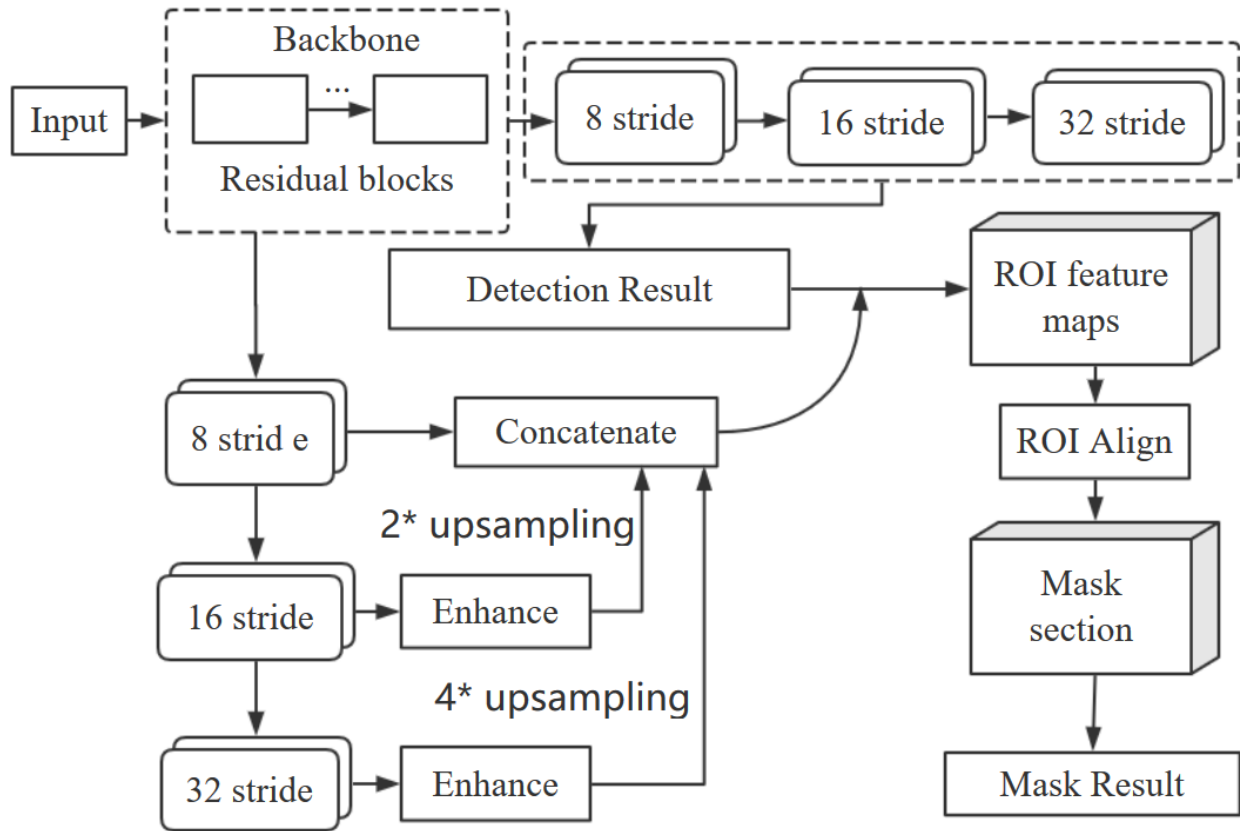 Backbone
...
Input
8 stride
16 stride
32 stride
Residual blocks
Detection Result
ROI feature
maps
8 strid e
Concatenate
ROI Align
2* upsampling
16 stride
Enhance
Mask
section
4* upsampling
32 stride
Enhance
Mask Result